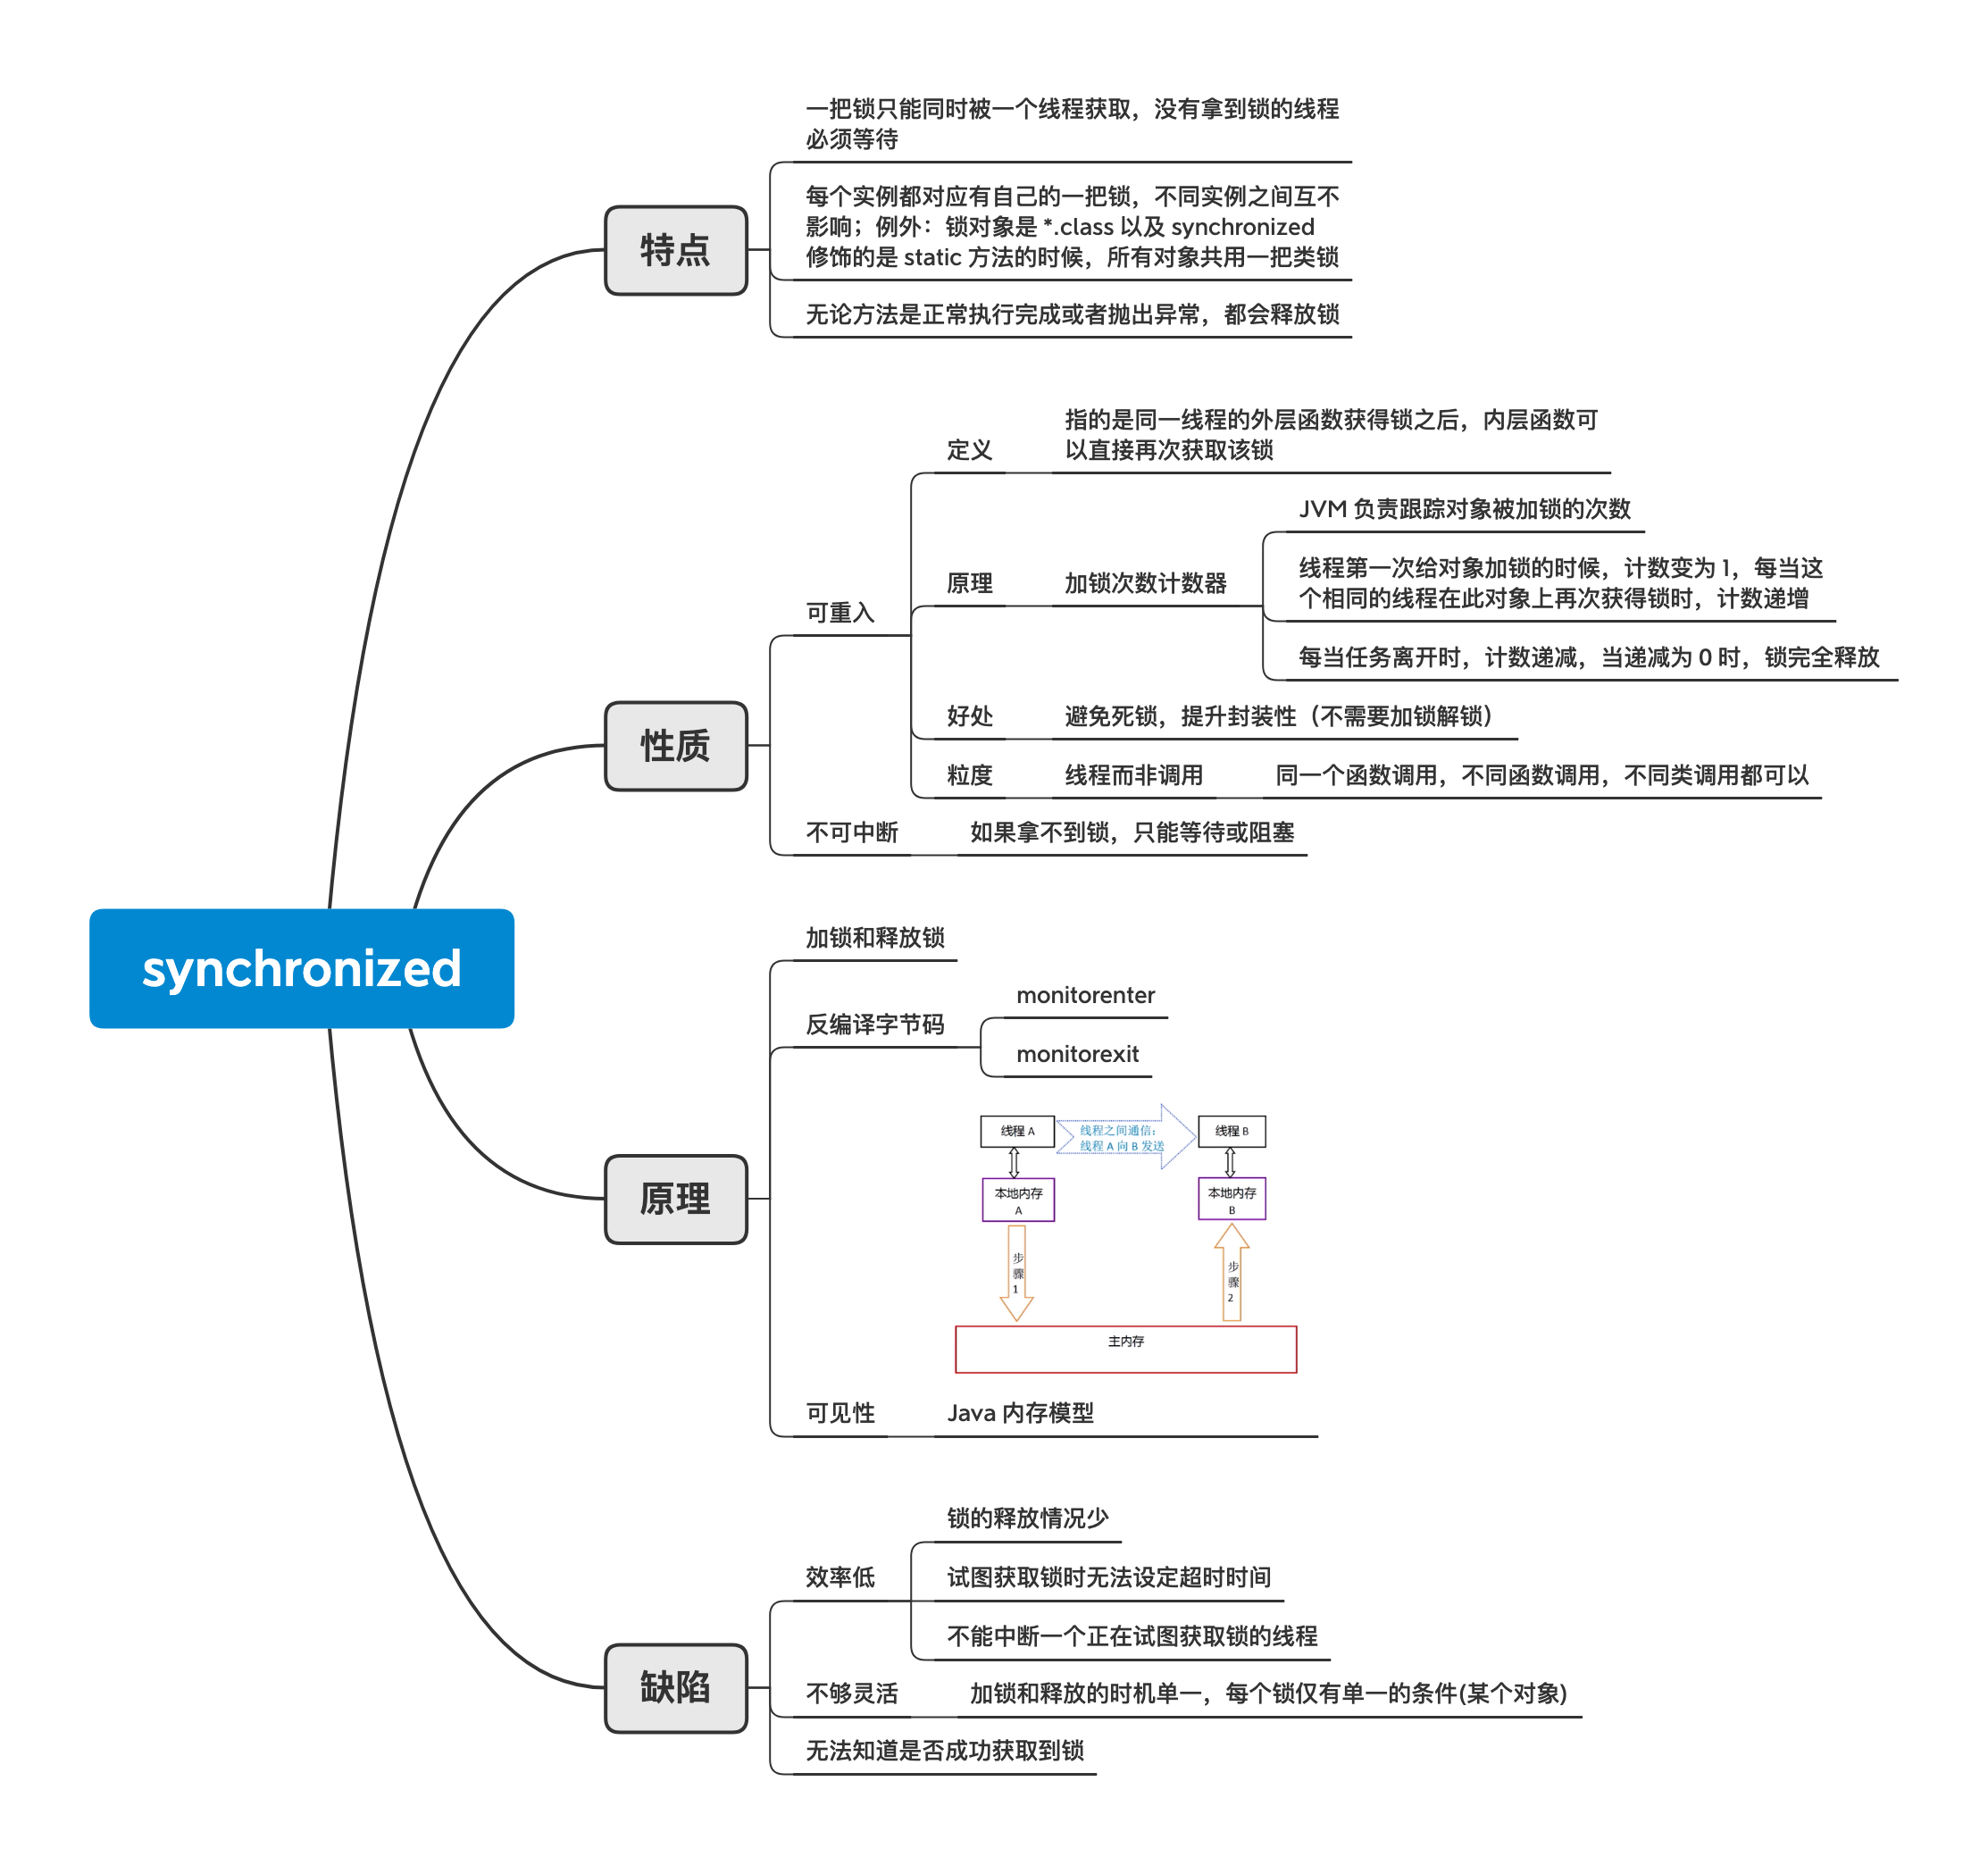 一把锁只能同时被一个线程获取，没有拿到锁的线程
必须等待
每个实例都对应有自己的一把锁，不同实例之间互不
影响；例外：锁对象是 *.class 以及 synchronized
修饰的是 static 方法的时候，所有对象共用一把类锁
无论方法是正常执行完成或者抛出异常，都会释放锁
特点
指的是同一线程的外层函数获得锁之后，内层函数可
以直接再次获取该锁
定义
JVM 负责跟踪对象被加锁的次数
线程第一次给对象加锁的时候，计数变为 1，每当这
个相同的线程在此对象上再次获得锁时，计数递增
每当任务离开时，计数递减，当递减为 0 时，锁完全释放
原理
加锁次数计数器
可重入
好处
避免死锁，提升封装性（不需要加锁解锁）
粒度
线程而非调用
同一个函数调用，不同函数调用，不同类调用都可以
性质
不可中断
如果拿不到锁，只能等待或阻塞
synchronized
加锁和释放锁
反编译字节码
monitorenter
monitorexit
线程 A
线程之间通信：
线程 A 向 B 发送
线程 B
本地内存
A
本地内存
B
步
骤
1
步
骤
2
主内存
原理
可见性
Java 内存模型
锁的释放情况少
效率低
试图获取锁时无法设定超时时间
不能中断一个正在试图获取锁的线程
缺陷
不够灵活
加锁和释放的时机单一，每个锁仅有单一的条件(某个对象)
无法知道是否成功获取到锁